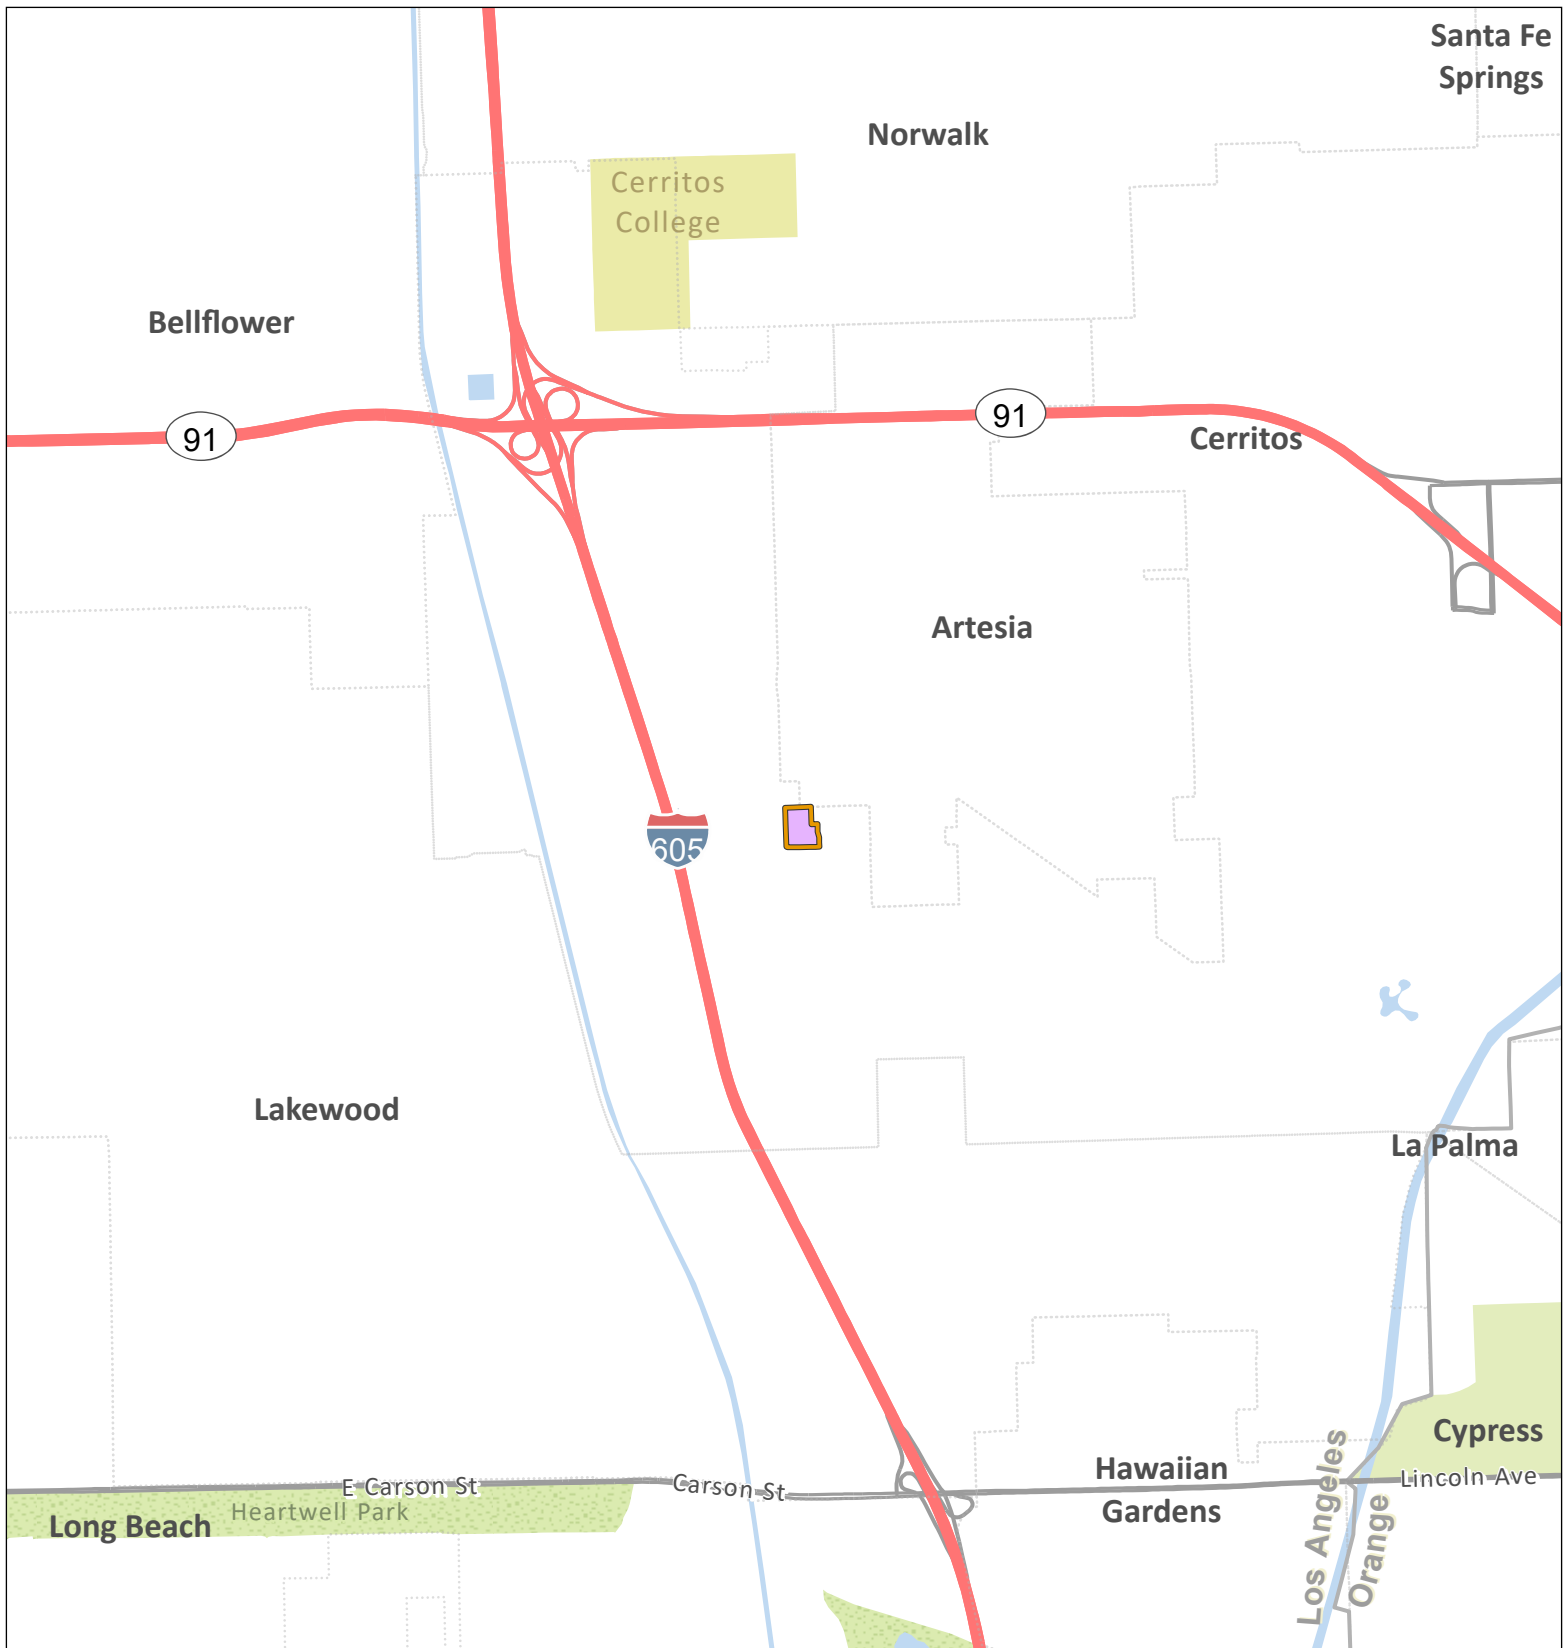 Santa Fe
Springs
Norwalk
Cerritos
College
Bellflower
91
91
Cerritos
Artesia
605
Lakewood
La Palma
Cypress
Hawaiian
Gardens
Lincoln Ave
E Carson St
Carson St
Heartwell Park
Long Beach
Los Angeles
Orange